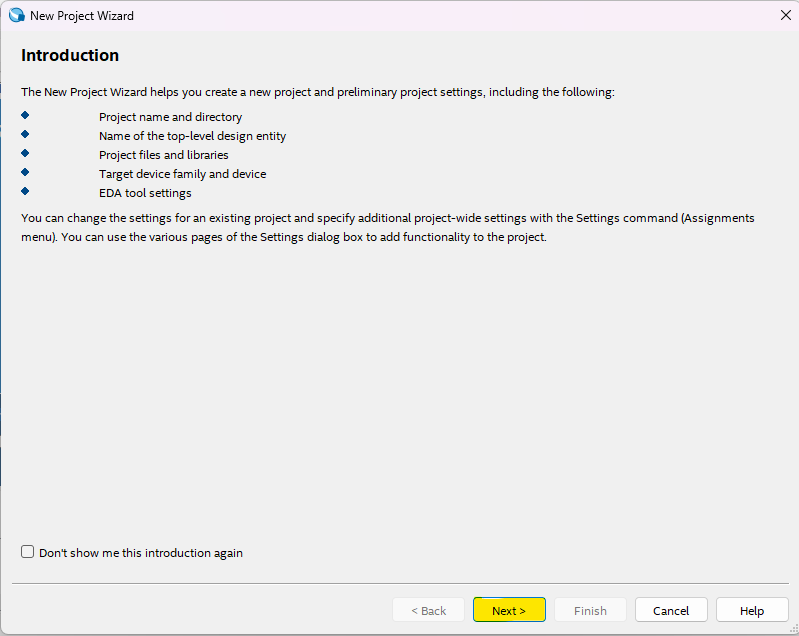 New Project Wizard
Introduction
The New Project Wizard helps you create a new project and preliminary project settings, including the following:
Project name and directory
Name of the top-level design entity
Project files and libraries
Target device family and device
EDA tool settings
You can change the settings for an existing project and specify additional project-wide settings with the Settings command (Assignments
menu). You can use the various pages of the Settings dialog box to add functionality to the project.
Don't show me this introduction again
< Back Next > Finish Cancel Help